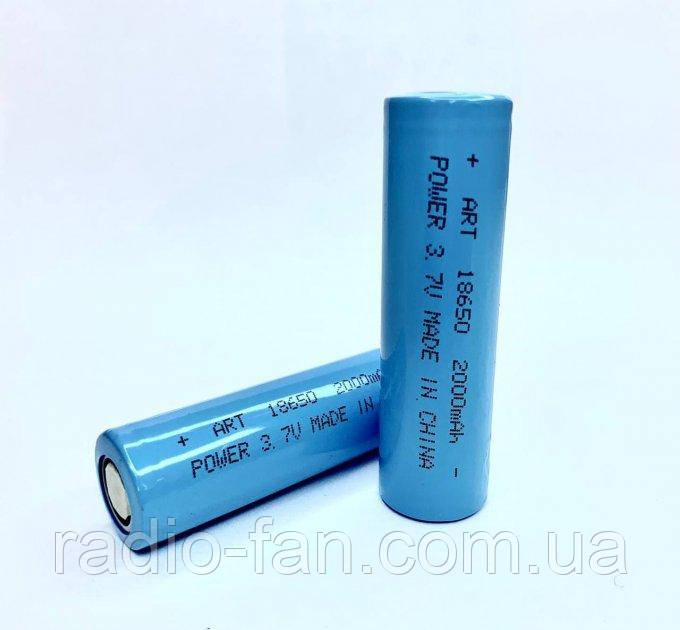 + ART 18650 2000mAh -
POWER 3.7V MADE IN CHINA
+ ART 18650 2000mA
POWER 3.7V MADE IN
radio-fan.com.ua